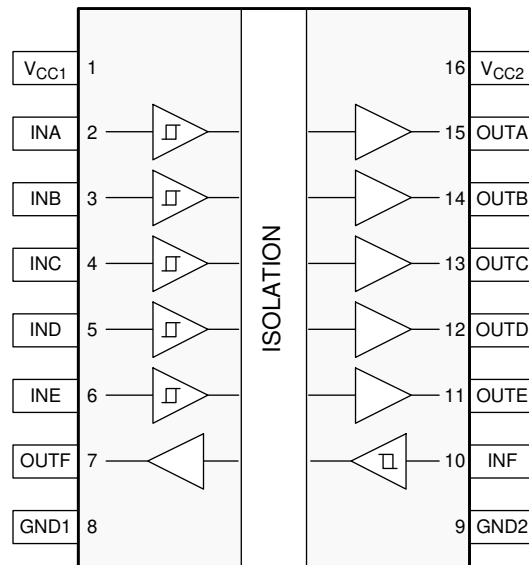 VCC1 1 16 VCC2
INA 2 15 OUTA
INB 3 14 OUTB
INC 4 13 OUTC
IND 5 12 OUTD
INE 6 11 OUTE
OUTF 7 10 INF
GND1 8 9 GND2
ISOLATION